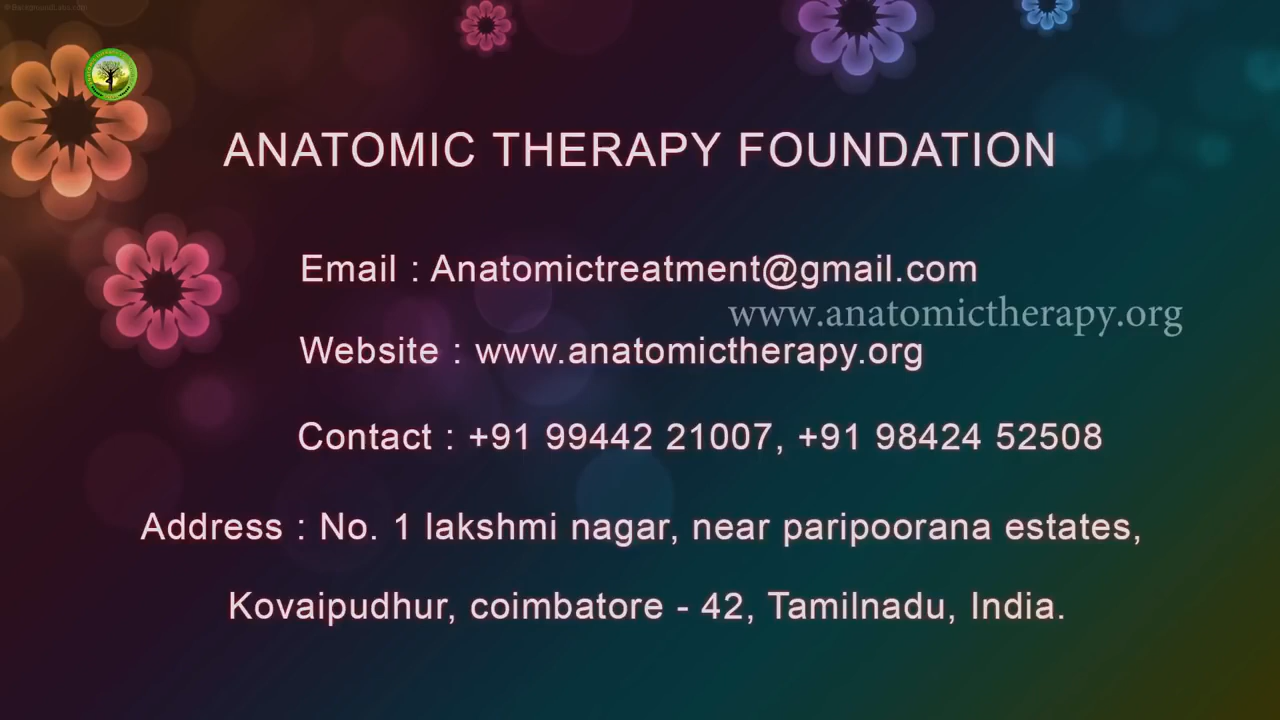 ANATOMIC THERAPY FOUNDATION
Email : Anatomictreatment@gmail.com
www.anatomictherapy.org
Website : www.anatomictherapy.org
Contact : +91 99442 21007, +91 98424 52508
Address : No. 1 lakshmi nagar, near paripoorana estates,
Kovaipudhur, coimbatore - 42, Tamilnadu, India.